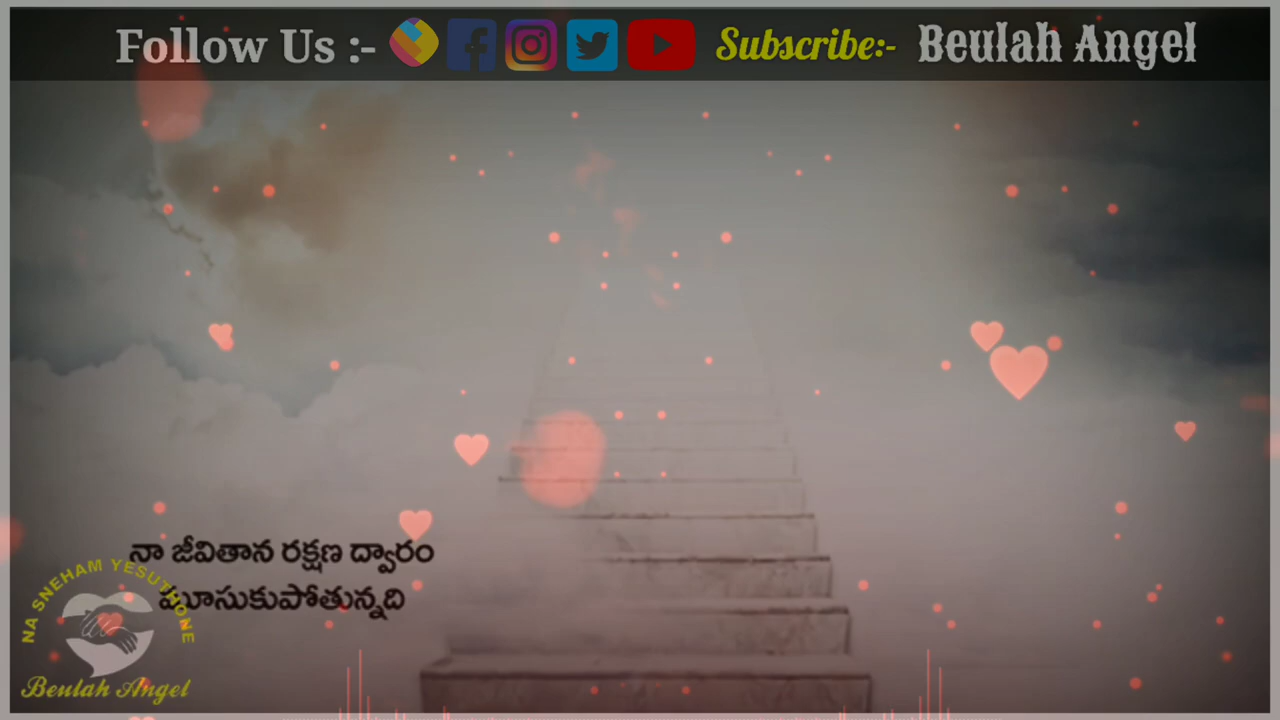 Follow Us :- Subscribe:- Beulah Angel
నా జీవితాన రక్షణ ద్వారం
మూసుకుపోతున్నది
NA SNEHAM YESUTHONE
Beulah Angel